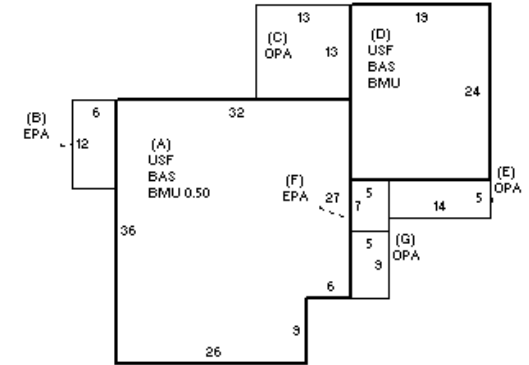 13
19
(C)
OPA
13
(D)
USF
BAS
BMU
24
6
32
(B)
EPA
12
(A)
USF
BAS
BMU 0.50
(E)
OPA
(F)
EPA
27
5
7
14
5
36
5
(G)
OPA
9
6
9
26